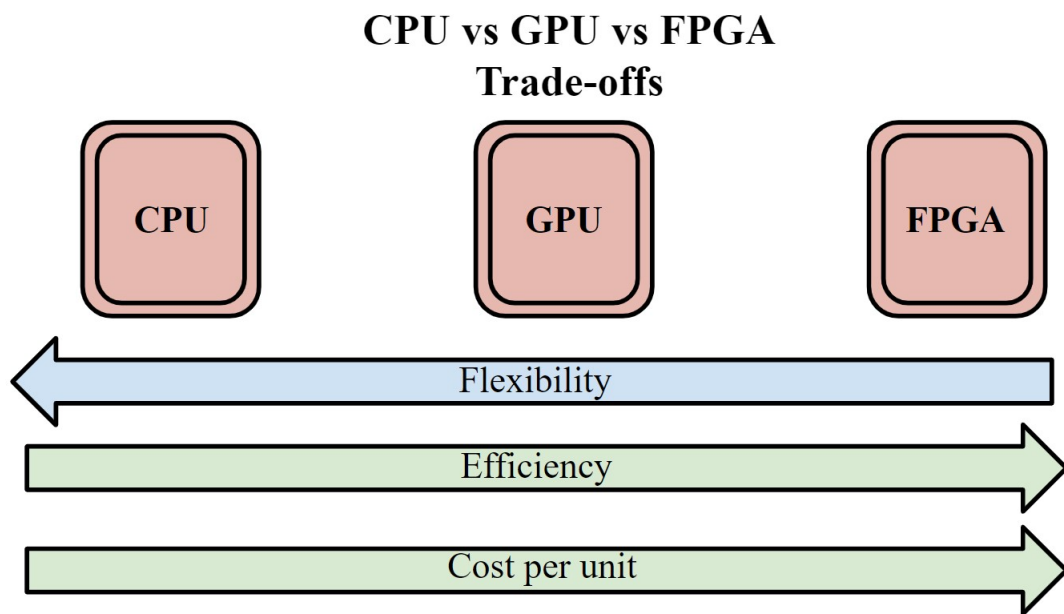 CPU vs GPU vs FPGA
Trade-offs
CPU
GPU
FPGA
Flexibility
Efficiency
Cost per unit